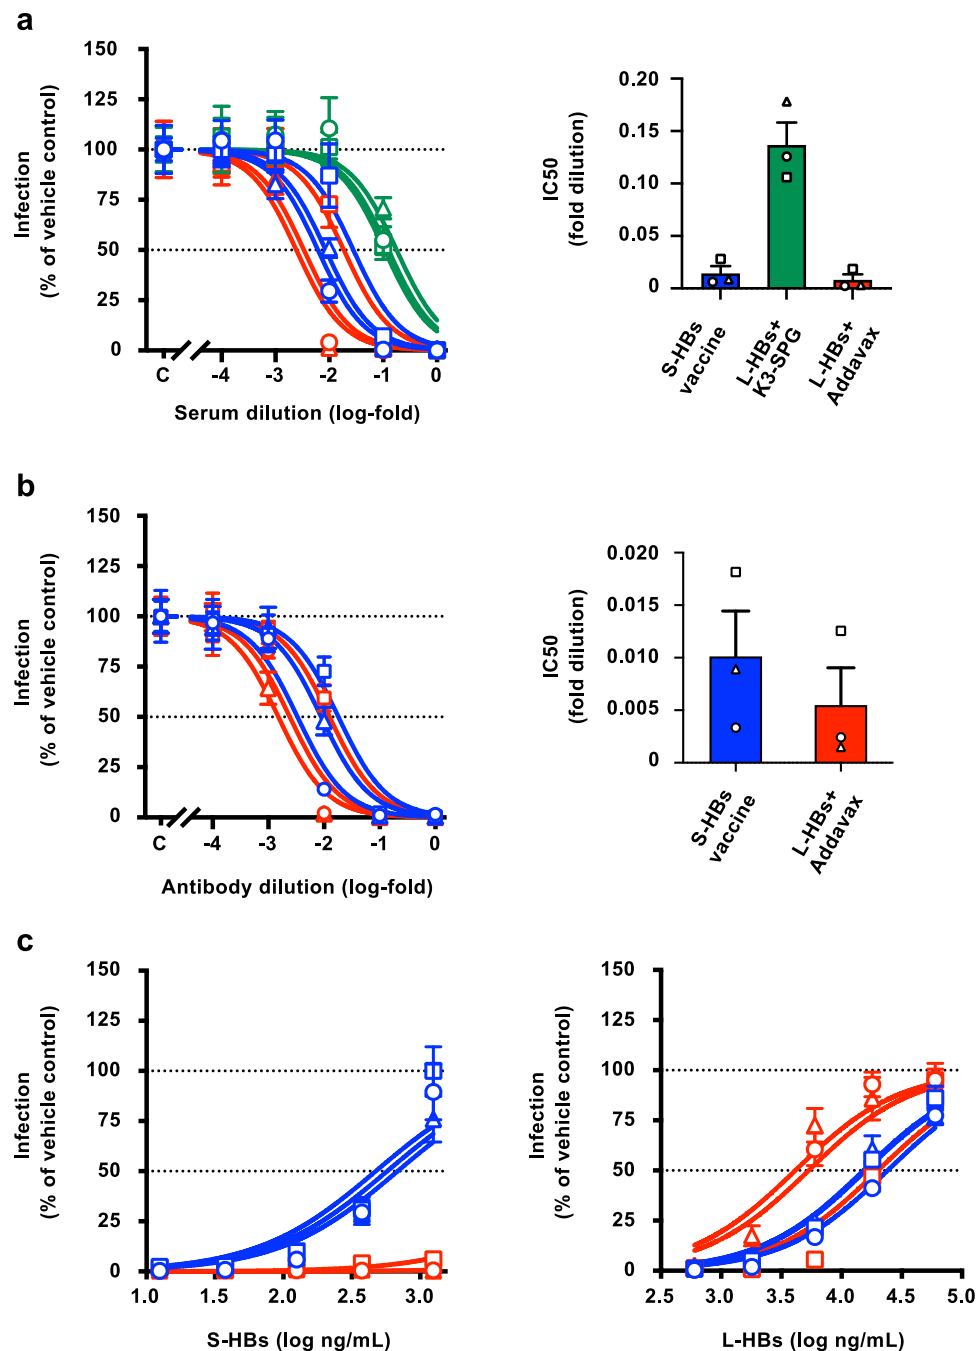 a
150
125
100
75
50
25
0
Infection
(% of vehicle control)
C
-4
-3
-2
-1
0
Serum dilution (log-fold)
0.20
0.15
0.10
0.05
0
IC50
(fold dilution)
S-HBs
vaccine
L-HBs+
K3-SPG
L-HBs+
Addavax
b
150
125
100
75
50
25
0
Infection
(% of vehicle control)
C
-4
-3
-2
-1
0
Antibody dilution (log-fold)
0.020
0.015
0.010
0.005
0
IC50
(fold dilution)
S-HBs
vaccine
L-HBs+
Addavax
c
150
125
100
75
50
25
0
Infection
(% of vehicle control)
1.0
1.5
2.0
2.5
3.0
S-HBs (log ng/mL)
150
125
100
75
50
25
0
Infection
(% of vehicle control)
2.5
3.0
3.5
4.0
4.5
5.0
L-HBs (log ng/mL)